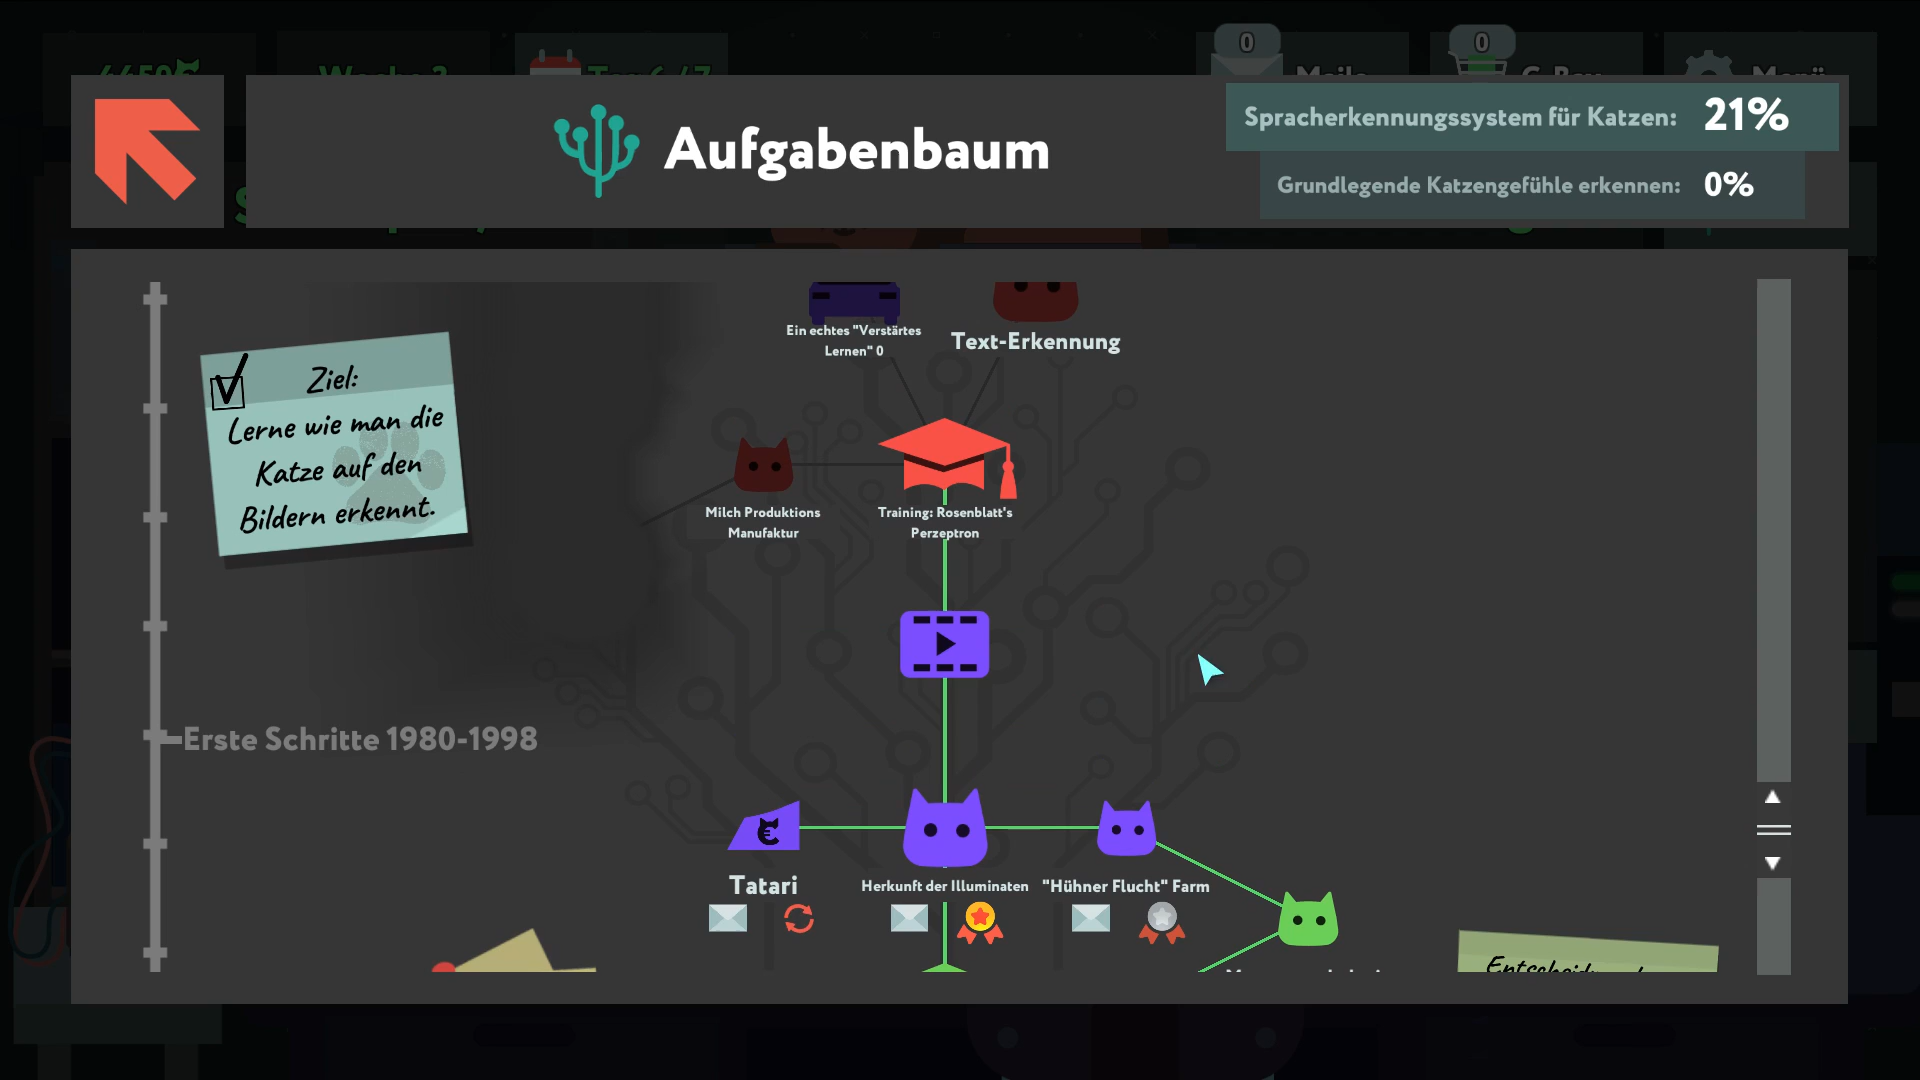 0
0
Aufgabenbaum
Spracherkennungssystem für Katzen: 21%
Grundlegende Katzengefühle erkennen: 0%
Ziel:
Lerne wie man die
Katze auf den
Bildern erkennt.
Ein echtes "Verstärtes
Lernen" 0
Text-Erkennung
Milch Produktions
Manufaktur
Training: Rosenblatt's
Perzeptron
Erste Schritte 1980-1998
Tatari
Herkunft der Illuminaten
"Hühner Flucht" Farm